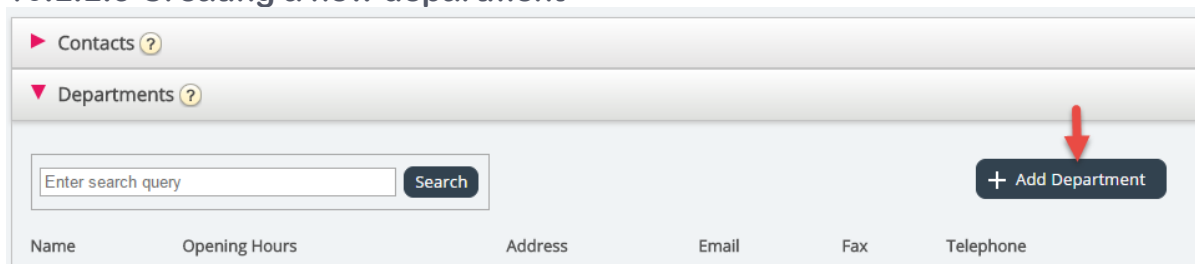 Contacts ?
Departments ?
Enter search query Search + Add Department
Name Opening Hours Address Email Fax Telephone